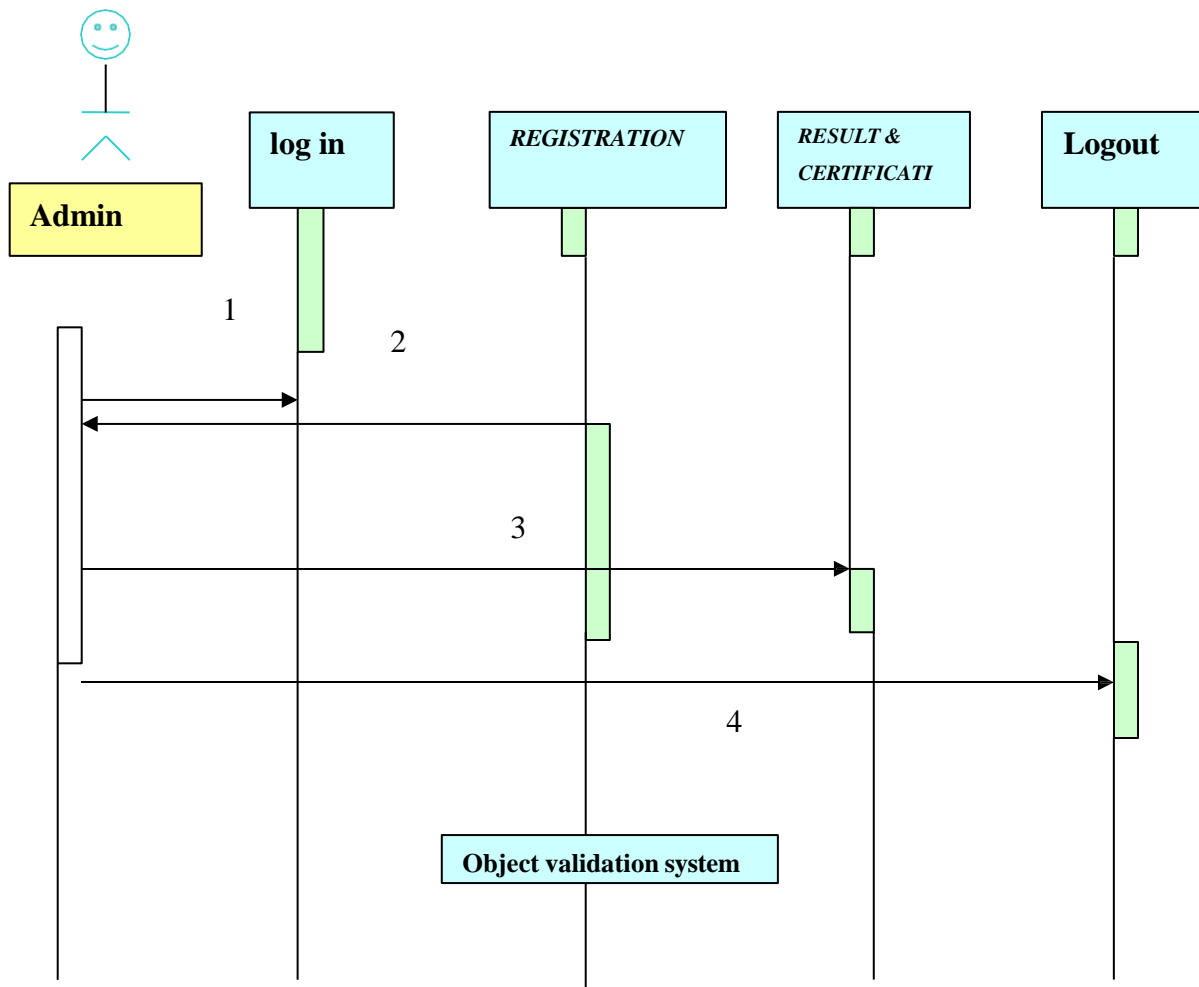 log in
REGISTRATION
RESULT &
CERTIFICATI
Logout
Admin
1
2
3
4
Object validation system